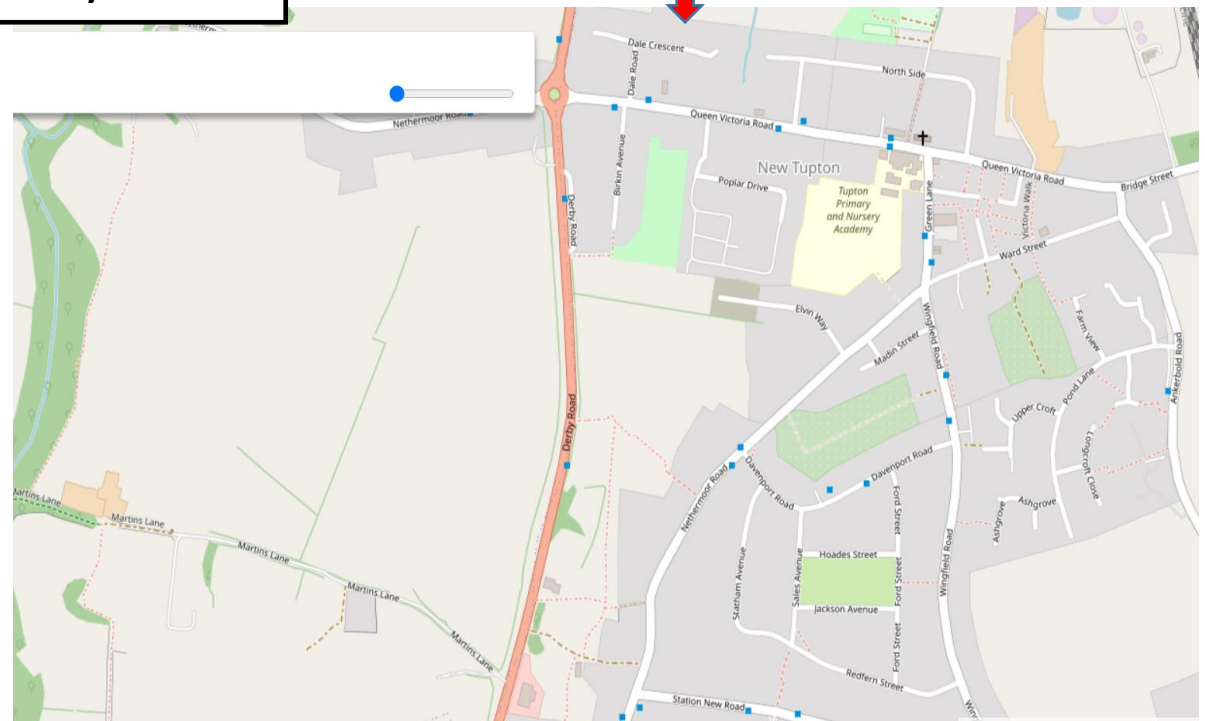 Dale Crescent
Dale Road
North Side
Nethermoor Road
Queen Victoria Road
Birkin Avenue
New Tupton
Poplar Drive
Tupton
Primary
and Nursery
Academy
Green Lane
Queen Victoria Road
Bridge Street
Victoria Walk
Derby Road
Ward Street
Elvin Way
Madin Street
Wingfield Road
Farm View
Ankerbold Road
Pond Lane
Upper Croft
Derby Road
Longcroft Close
Davenport Road
Davenport Road
Nethermoor Road
Ford Street
Ashgrove
Ashgrove
Martins Lane
Martins Lane
Martins Lane
Hoades Street
Wingfield Road
Statham Avenue
Sales Avenue
Ford Street
Martins Lane
Jackson Avenue
Martins Lane
Ford Street
Redfern Street
Station New Road